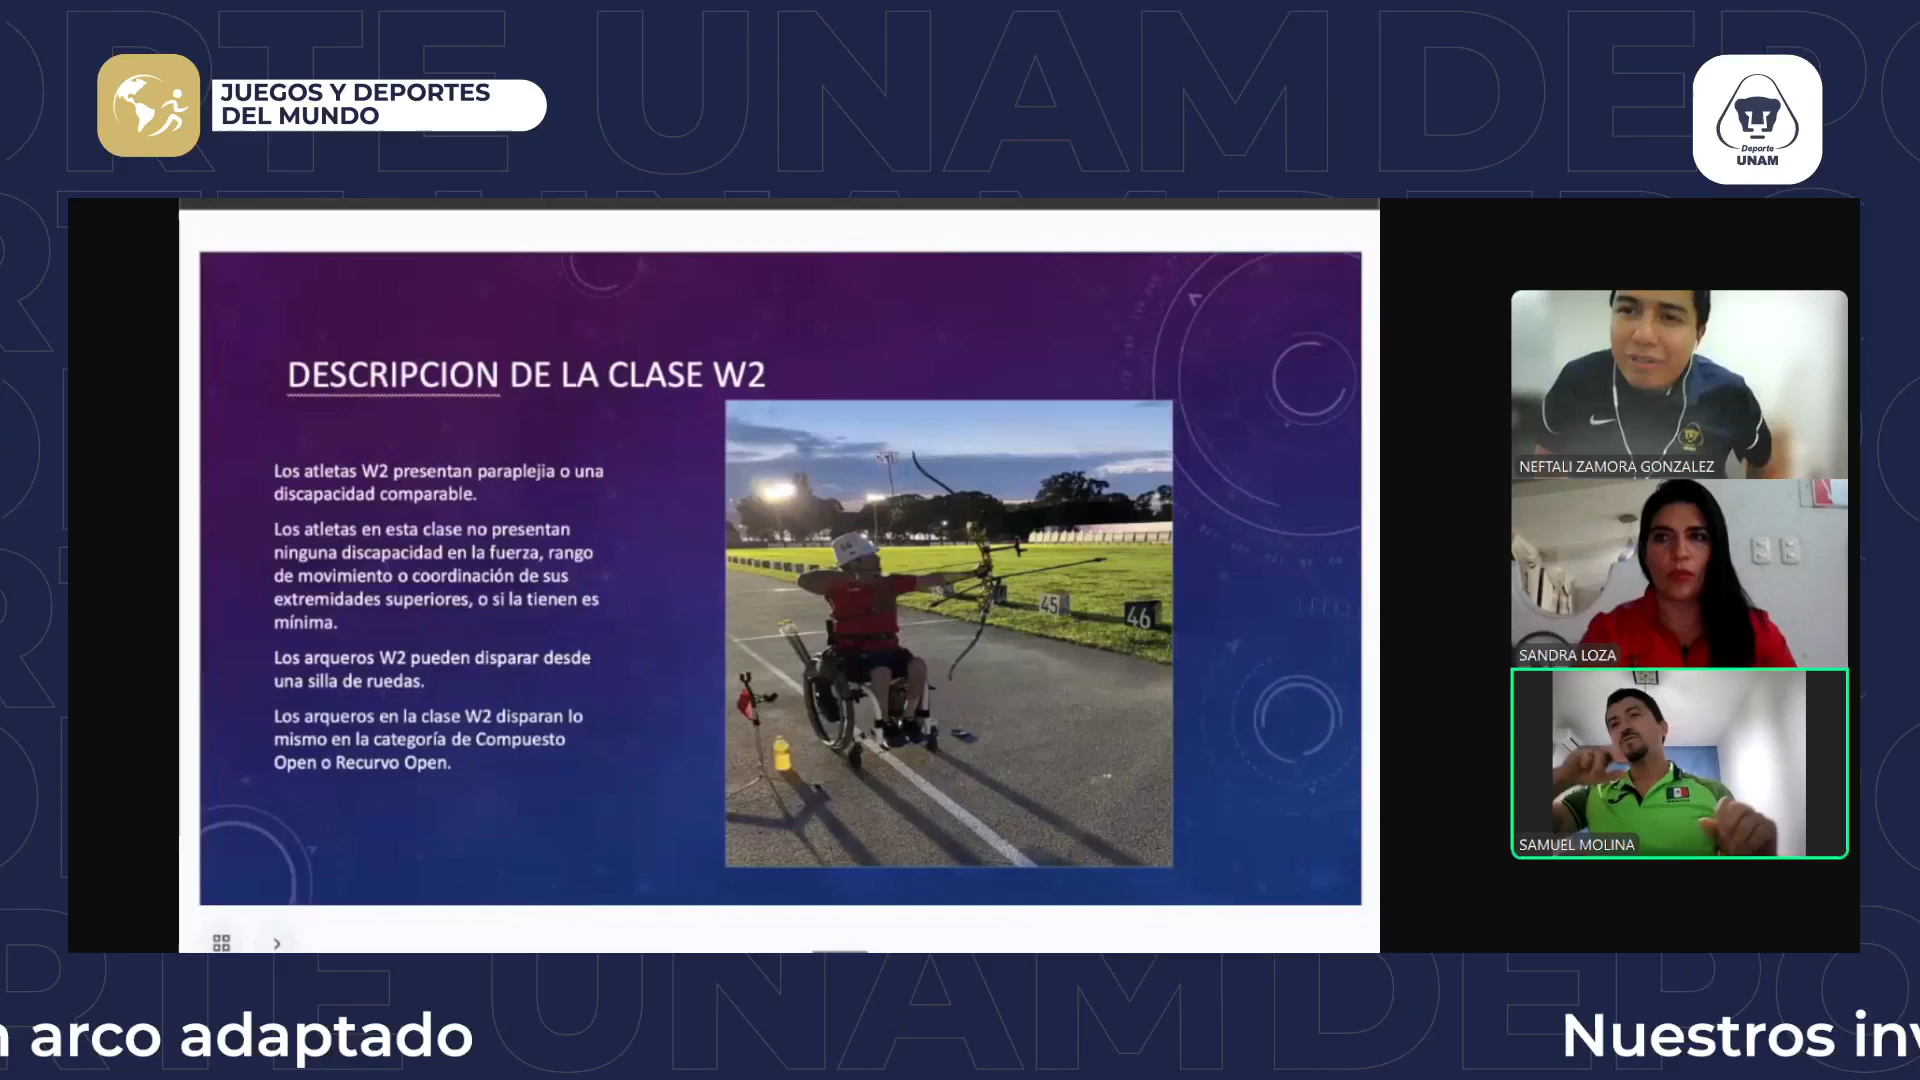 JUEGOS Y DEPORTES
DEL MUNDO
Deporte
UNAM
DESCRIPCION DE LA CLASE W2
Los atletas W2 presentan paraplejia o una
discapacidad comparable.
Los atletas en esta clase no presentan
ninguna discapacidad en la fuerza, rango
de movimiento o coordinación de sus
extremidades superiores, o si la tienen es
mínima.
Los arqueros W2 pueden disparar desde
una silla de ruedas.
Los arqueros en la clase W2 disparan lo
mismo en la categoría de Compuesto
Open o Recurvo Open.
45
46
NEFTALI ZAMORA GONZALEZ
SANDRA LOZA
SAMUEL MOLINA
n arco adaptado
Nuestros inv